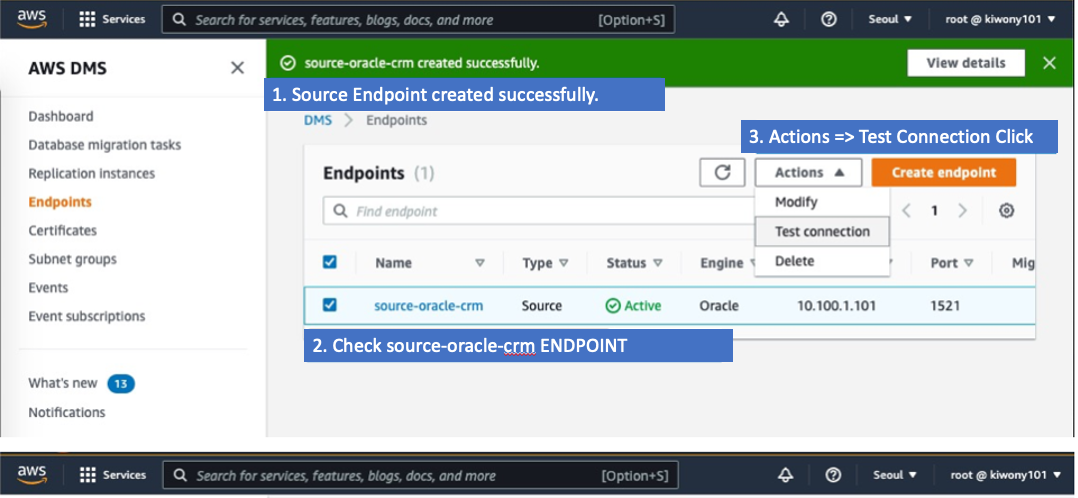 aws
Services
Search for services, features, blogs, docs, and more
[Option+S]
Seoul ▼
root @ kiwony101 ▼
AWS DMS
source-oracle-crm created successfully.
View details
1. Source Endpoint created successfully.
Dashboard
Database migration tasks
Replication instances
Endpoints
Certificates
Subnet groups
Events
Event subscriptions
What's new 13
Notifications
DMS > Endpoints
3. Actions => Test Connection Click
Endpoints (1)
Actions ▲
Create endpoint
Find endpoint
Modify
Test connection
Delete
1
Name
Type
Status
Engine
Port
Mig
source-oracle-crm
Source
Active
Oracle
10.100.1.101
1521
2. Check source-oracle-crm ENDPOINT
aws
Services
Search for services, features, blogs, docs, and more
[Option+S]
Seoul ▼
root @ kiwony101 ▼